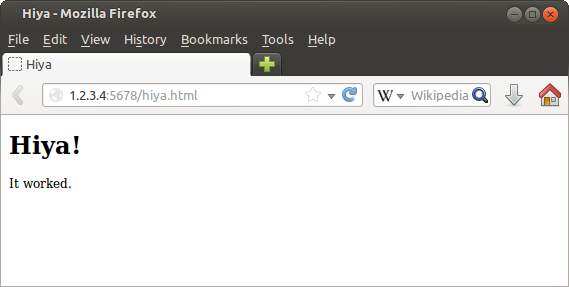 Hiya - Mozilla Firefox
File Edit View History Bookmarks Tools Help
Hiya
1.2.3.4:5678/hiya.html W Wikipedia
Hiya!
It worked.